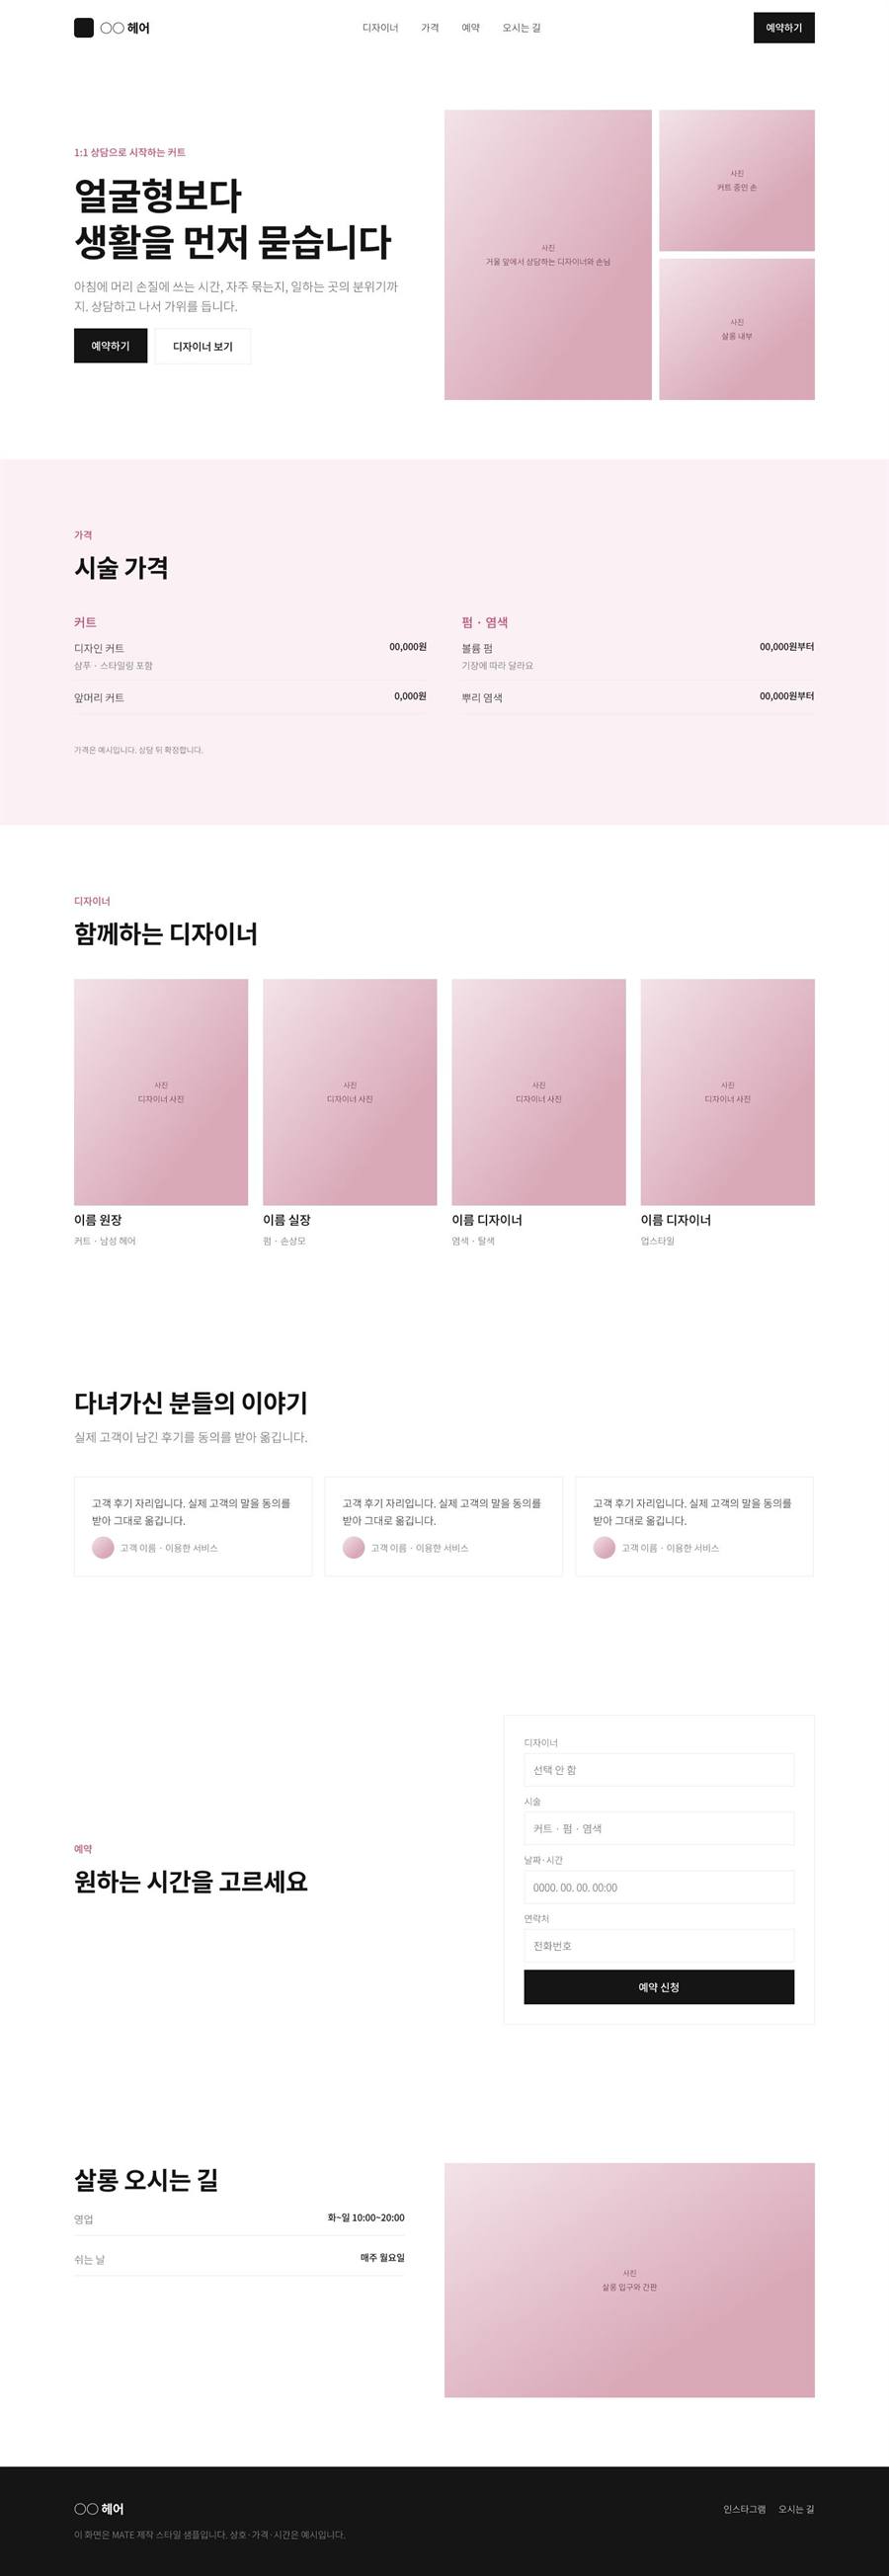 ○○ 헤어
디자이너 가격 예약 오시는 길
예약하기
1:1 상담으로 시작하는 커트
얼굴형보다
생활을 먼저 묻습니다
아침에 머리 손질에 쓰는 시간, 자주 묶는지, 일하는 곳의 분위기까
지. 상담하고 나서 가위를 듭니다.
예약하기 디자이너 보기
사진
거울 앞에서 상담하는 디자이너와 손님
사진
커트 중인 손
사진
살롱 내부
가격
시술 가격
커트
디자인 커트 00,000원
샴푸 · 스타일링 포함
앞머리 커트 0,000원
펌 · 염색
볼륨 펌 00,000원부터
기장에 따라 달라요
뿌리 염색 00,000원부터
가격은 예시입니다. 상담 뒤 확정합니다.
디자이너
함께하는 디자이너
사진
디자이너 사진
이름 원장
커트 · 남성 헤어
사진
디자이너 사진
이름 실장
펌 · 손상모
사진
디자이너 사진
이름 디자이너
염색 · 탈색
사진
디자이너 사진
이름 디자이너
업스타일
다녀가신 분들의 이야기
실제 고객이 남긴 후기를 동의를 받아 옮깁니다.
고객 후기 자리입니다. 실제 고객의 말을 동의를
받아 그대로 옮깁니다.
고객 이름 · 이용한 서비스
고객 후기 자리입니다. 실제 고객의 말을 동의를
받아 그대로 옮깁니다.
고객 이름 · 이용한 서비스
고객 후기 자리입니다. 실제 고객의 말을 동의를
받아 그대로 옮깁니다.
고객 이름 · 이용한 서비스
예약
원하는 시간을 고르세요
디자이너
선택 안 함
시술
커트 · 펌 · 염색
날짜·시간
0000. 00. 00. 00:00
연락처
전화번호
예약 신청
살롱 오시는 길
영업 화~일 10:00~20:00
쉬는 날 매주 월요일
사진
살롱 입구와 간판
○○ 헤어
이 화면은 MATE 제작 스타일 샘플입니다. 상호·가격·시간은 예시입니다.
인스타그램 오시는 길